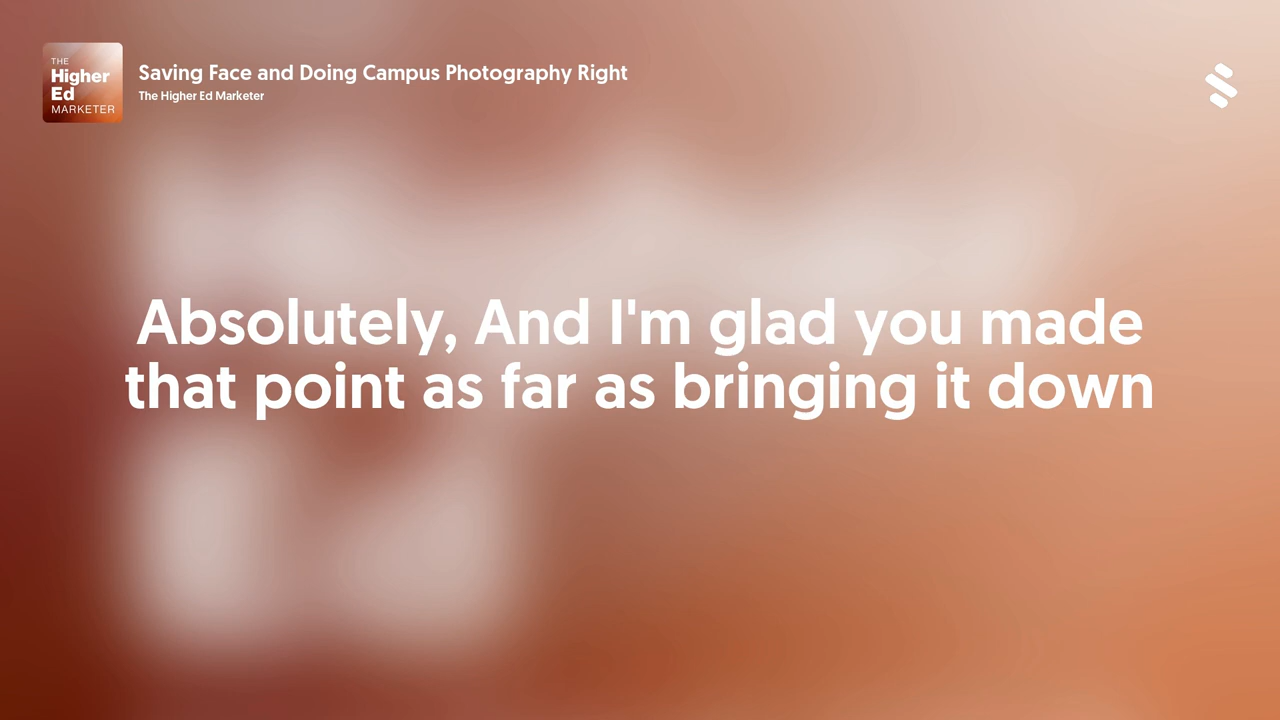 THE
Higher
Ed
MARKETER
Saving Face and Doing Campus Photography Right
The Higher Ed Marketer
Absolutely, And I'm glad you made
that point as far as bringing it down